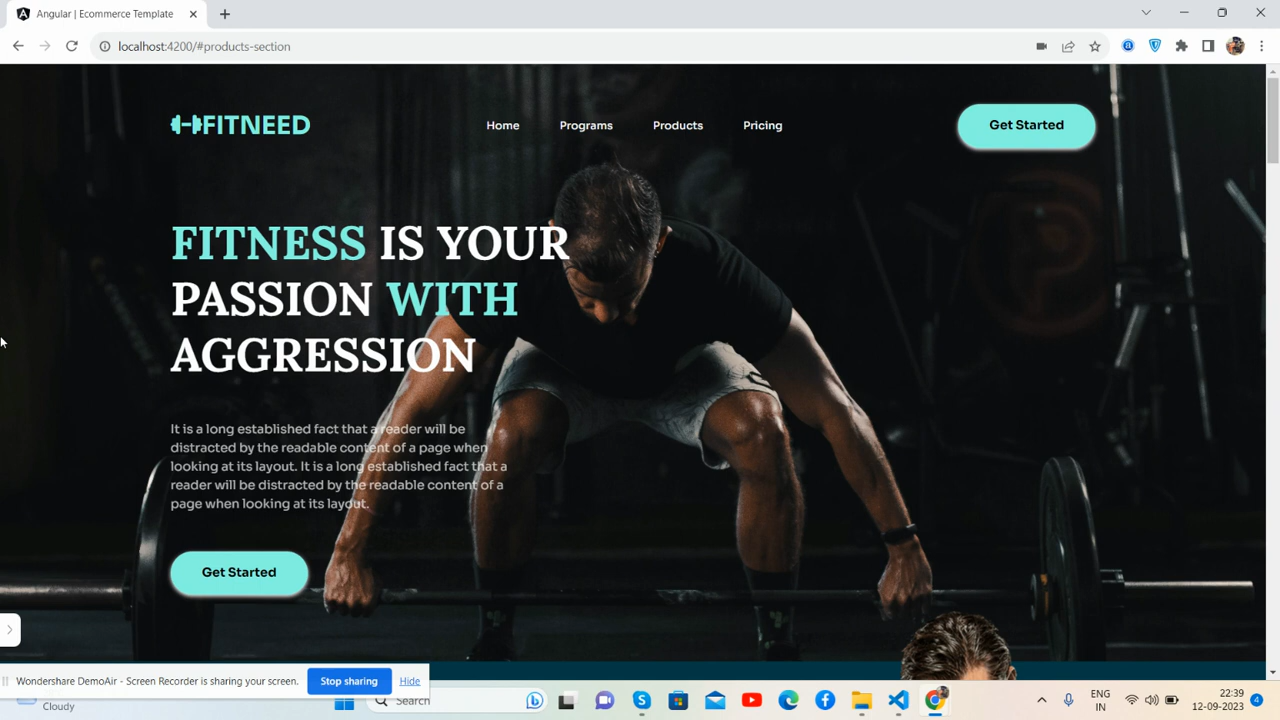 Angular | Ecommerce Template
localhost:4200/#products-section
FITNEED
Home
Programs
Products
Pricing
Get Started
FITNESS IS YOUR
PASSION WITH
AGGRESSION
It is a long established fact that a reader will be
distracted by the readable content of a page when
looking at its layout. It is a long established fact that a
reader will be distracted by the readable content of a
page when looking at its layout.
Get Started
Wondershare DemoAir - Screen Recorder is sharing your screen.
Stop sharing
Hide
Cloudy
Search
ENG
IN
22:39
12-09-2023
4